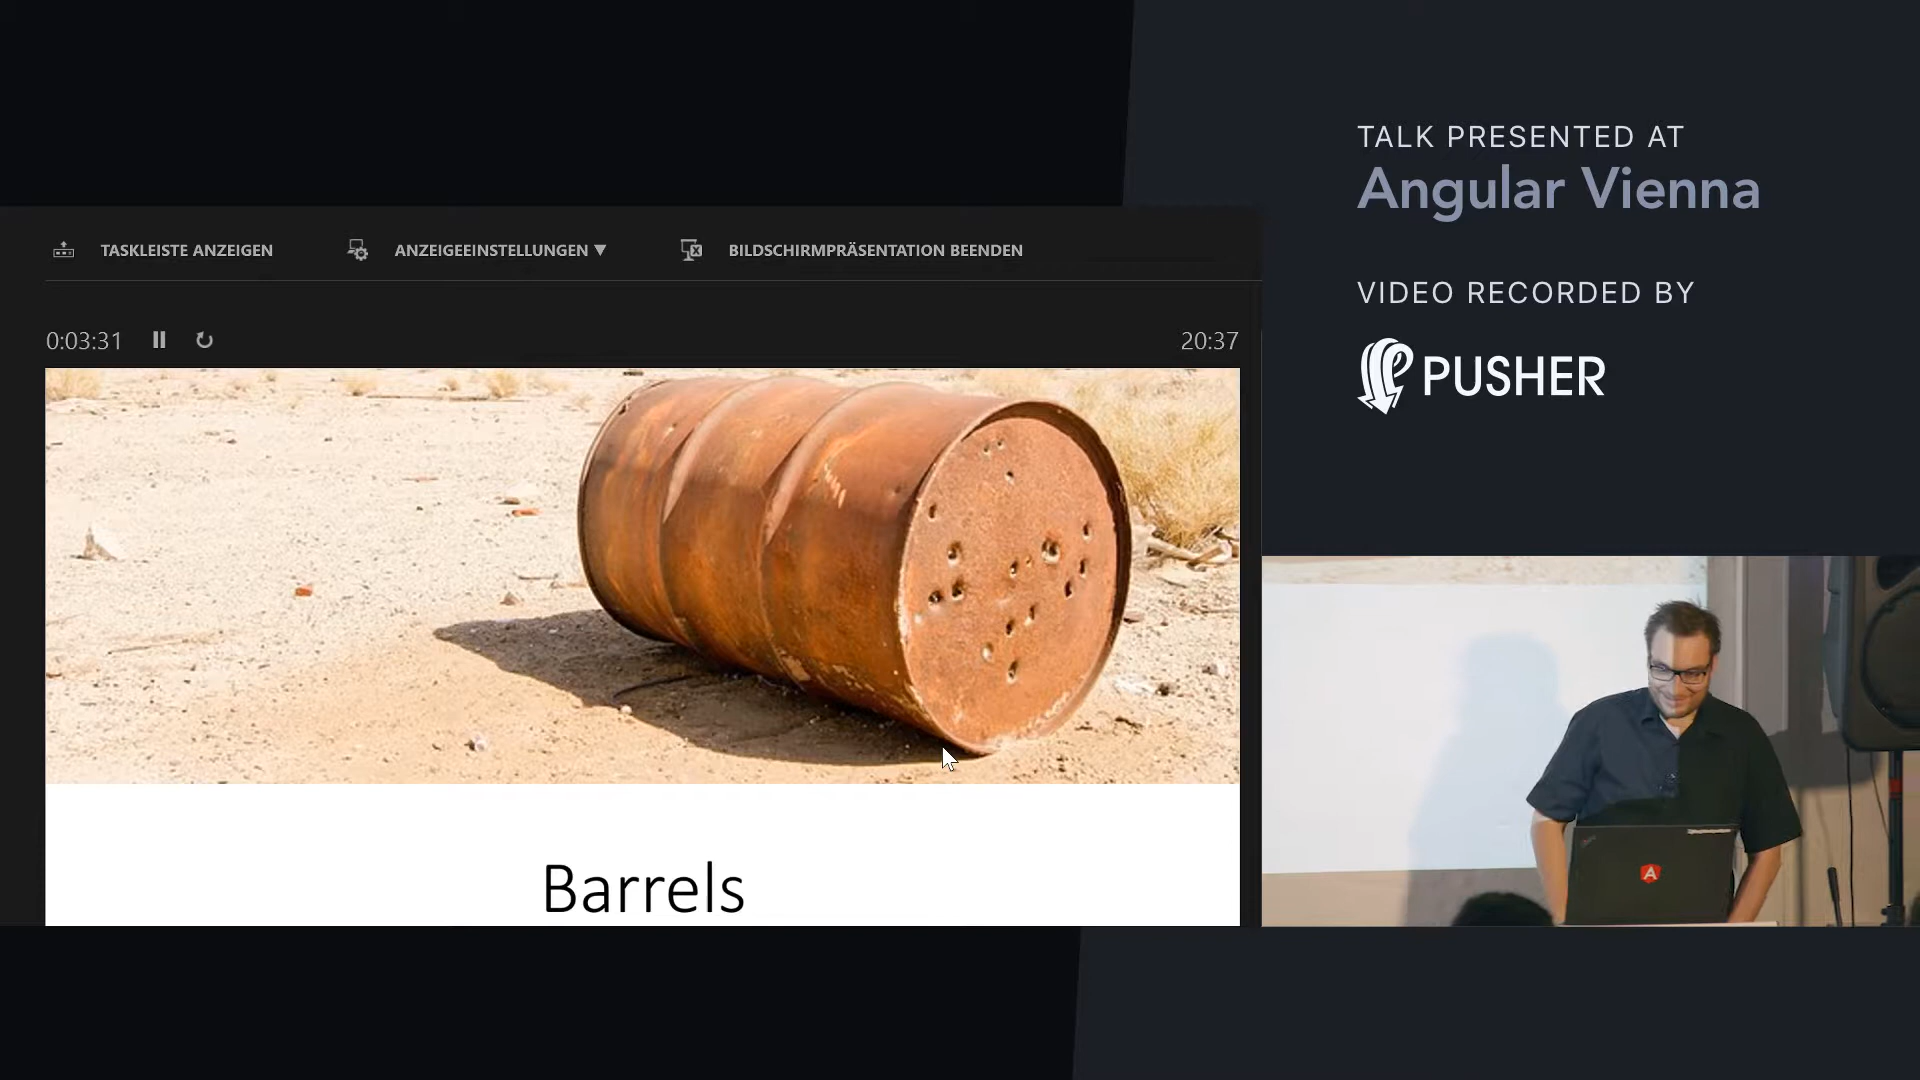 TALK PRESENTED AT
Angular Vienna
TASKLEISTE ANZEIGEN ANZEIGEEINSTELLUNGEN ▼ BILDSCHIRMPRÄSENTATION BEENDEN
VIDEO RECORDED BY
0:03:31 20:37
PUSHER
Barrels
A